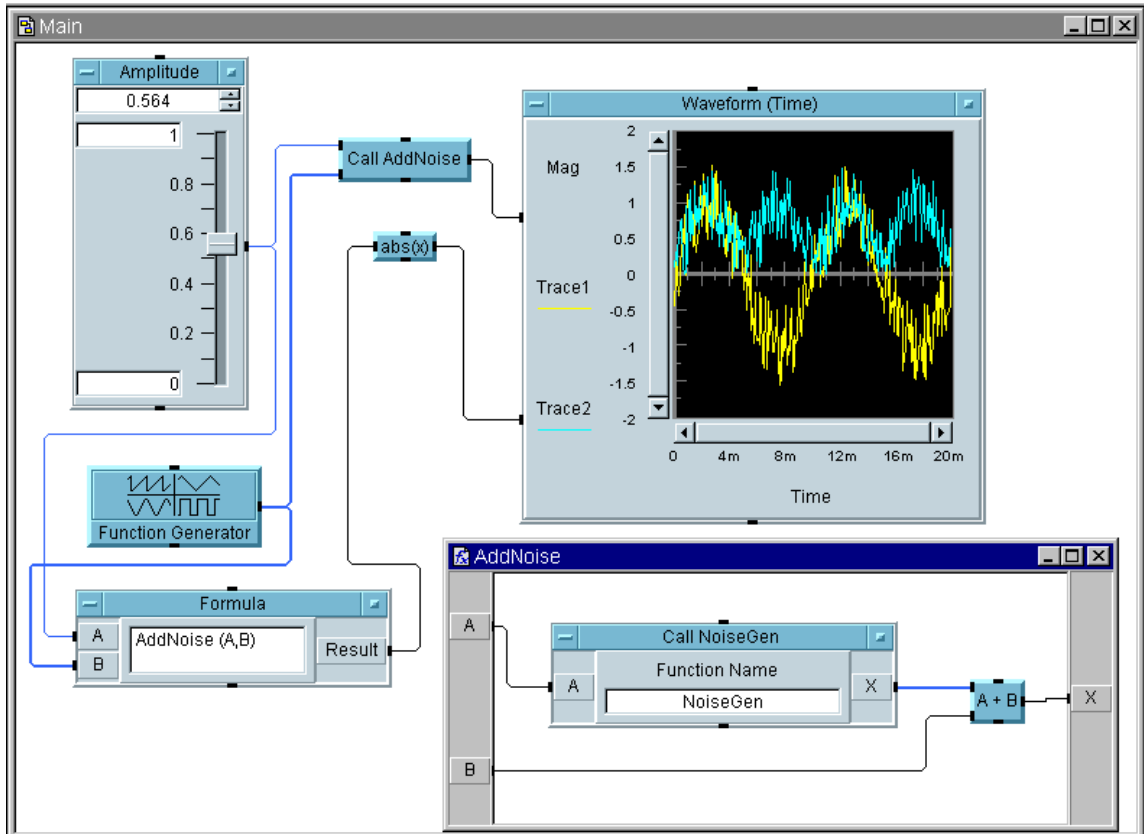 Main
Amplitude
0.564
1
0.8
0.6
0.4
0.2
0
Call AddNoise
abs(x)
Waveform (Time)
Mag
Trace1
Trace2
2
1.5
1
0.5
0
-0.5
-1
-1.5
-2
0 4m 8m 12m 16m 20m
Time
Function Generator
Formula
A
B
AddNoise (A,B)
Result
AddNoise
A
B
Call NoiseGen
A
Function Name
NoiseGen
X
A + B
X